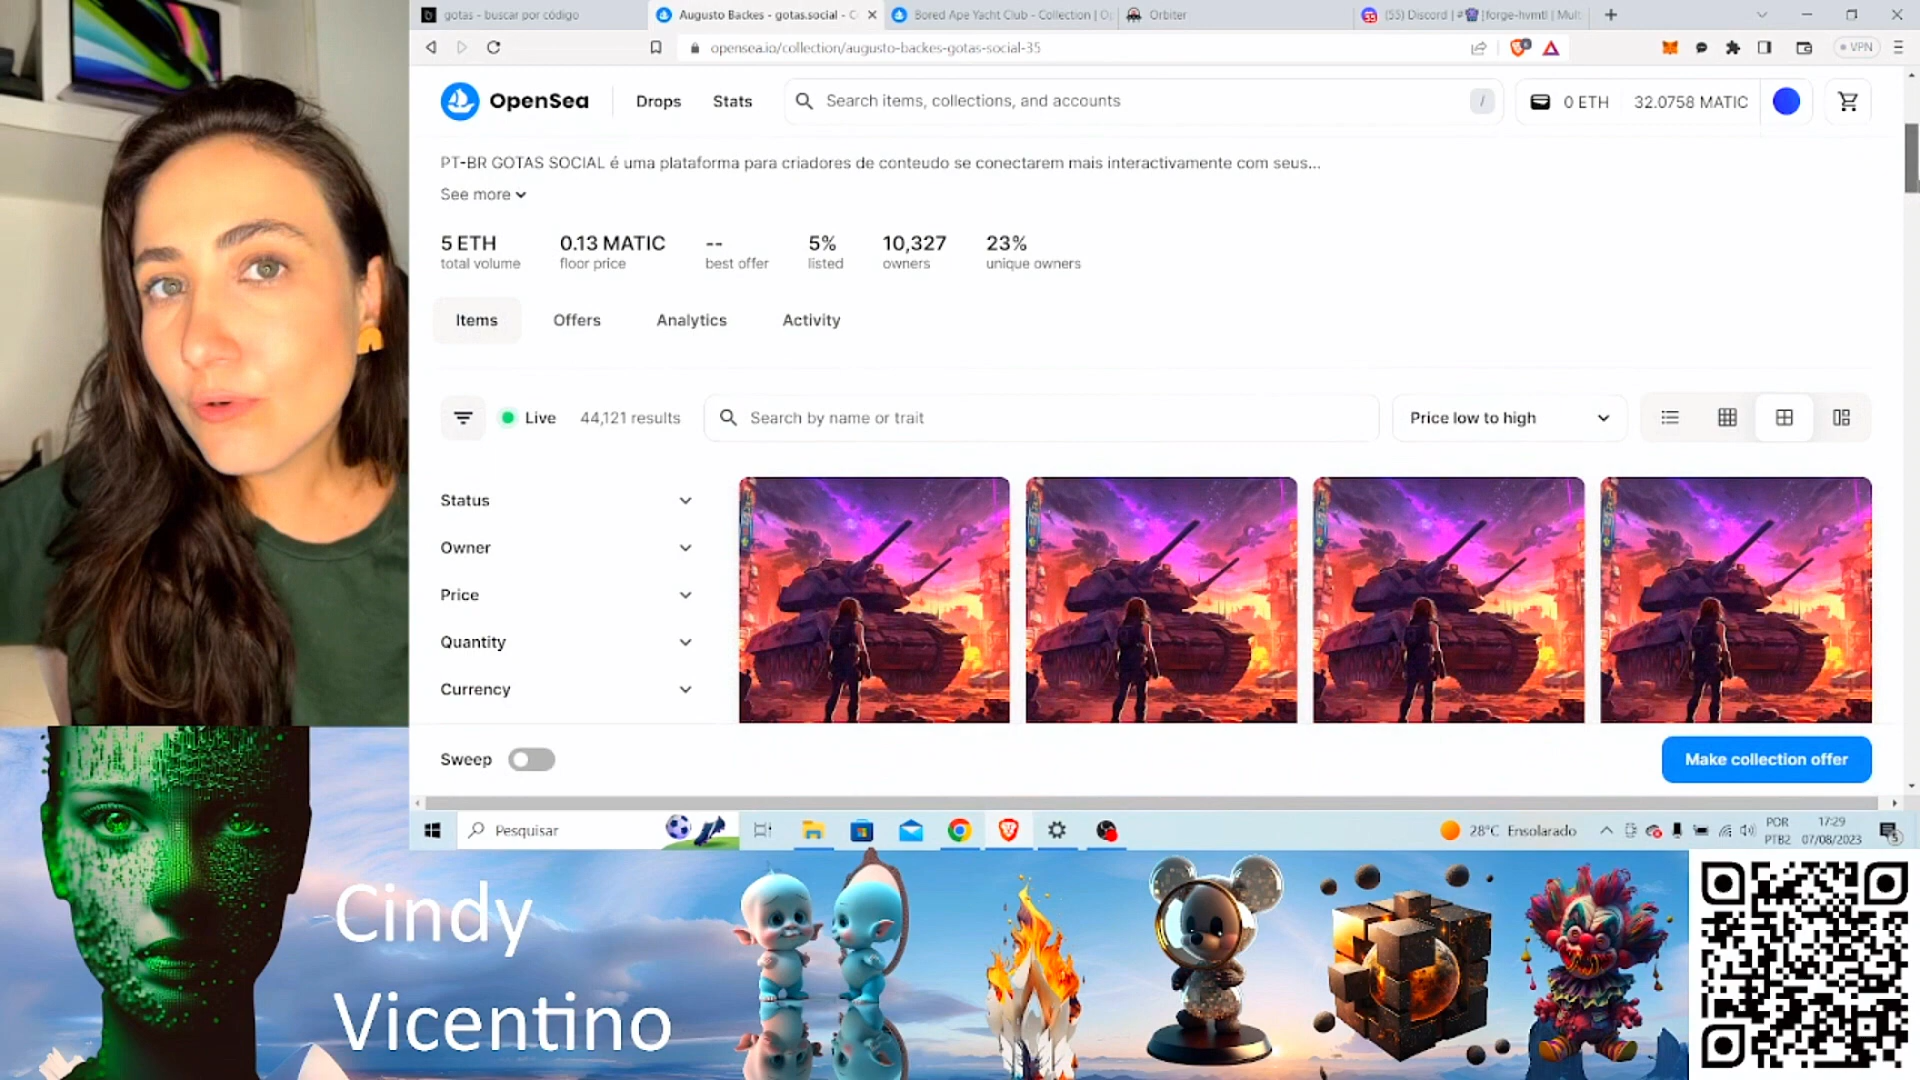 gotas - buscar por código
Augusto Backes - gotas.social - C
Bored Ape Yacht Club - Collection | O
Orbiter
(55) Discord | #
[forge-hvmtl | Mult
opensea.io/collection/augusto-backes-gotas-social-35
VPN
OpenSea
Drops
Stats
Search items, collections, and accounts
/
0 ETH
32.0758 MATIC
PT-BR GOTAS SOCIAL é uma plataforma para criadores de conteudo se conectarem mais interactivamente com seus...
See more
5 ETH
total volume
0.13 MATIC
floor price
--
best offer
5%
listed
10,327
owners
23%
unique owners
Items
Offers
Analytics
Activity
Live
44,121 results
Search by name or trait
Price low to high
Status
Owner
Price
Quantity
Currency
Sweep
Make collection offer
Pesquisar
28°C Ensolarado
POR
PTB2
17:29
07/08/2023
5
Cindy
Vicentino